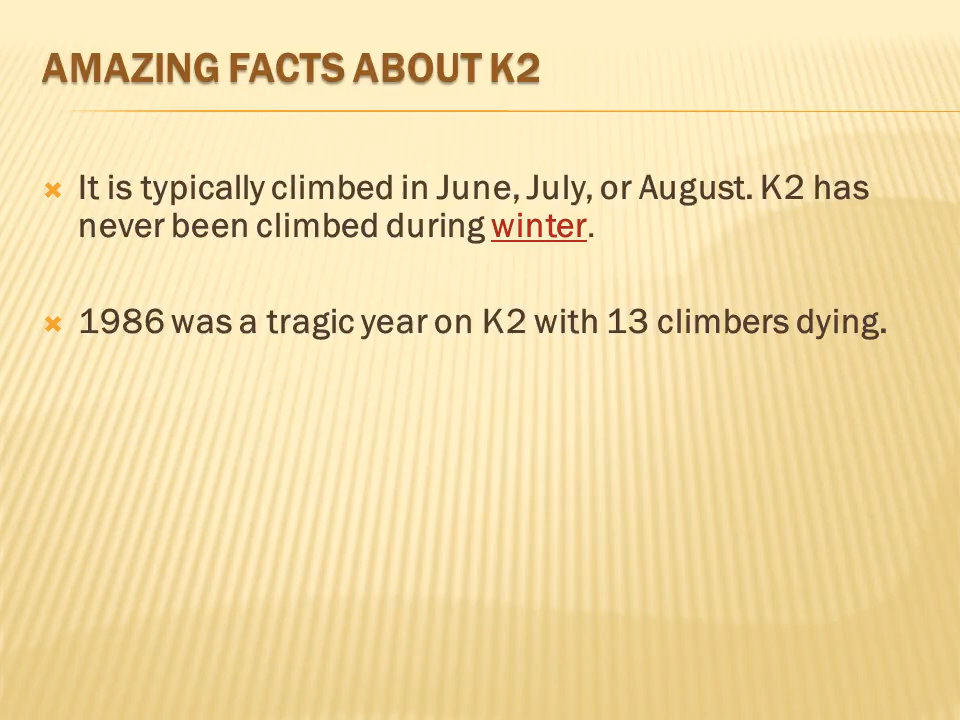 AMAZING FACTS ABOUT K2
It is typically climbed in June, July, or August. K2 has
never been climbed during winter.
1986 was a tragic year on K2 with 13 climbers dying.